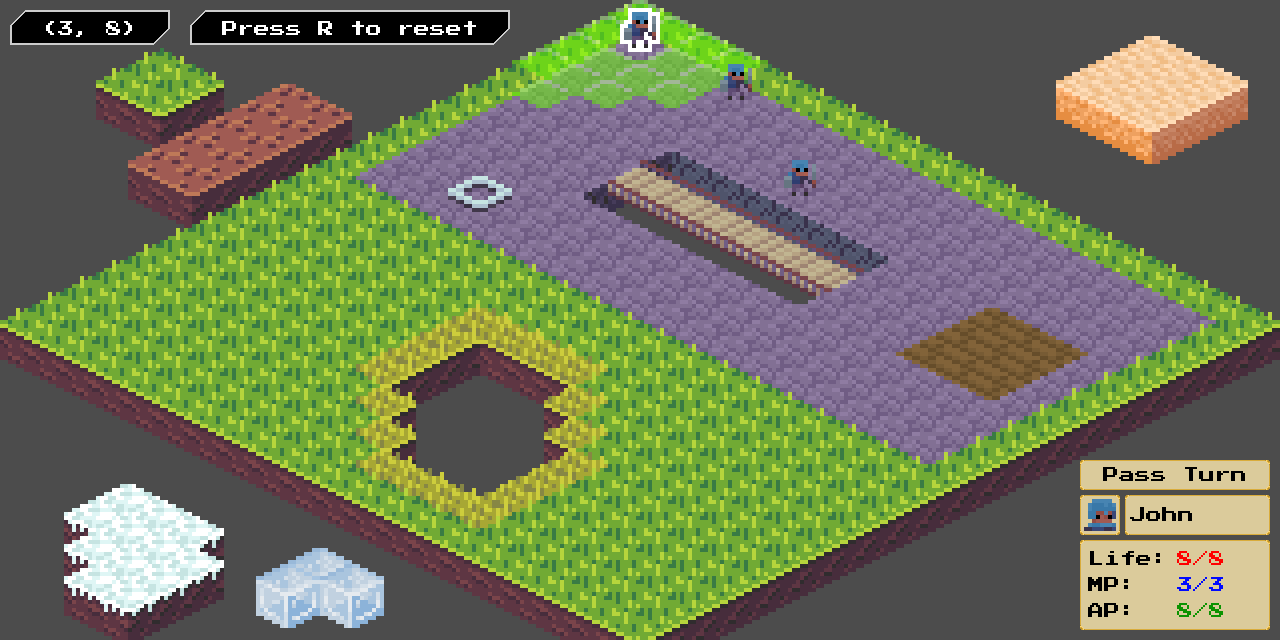 (3, 8)
Press R to reset
Pass Turn
John
Life: 8/8
MP: 3/3
AP: 8/8